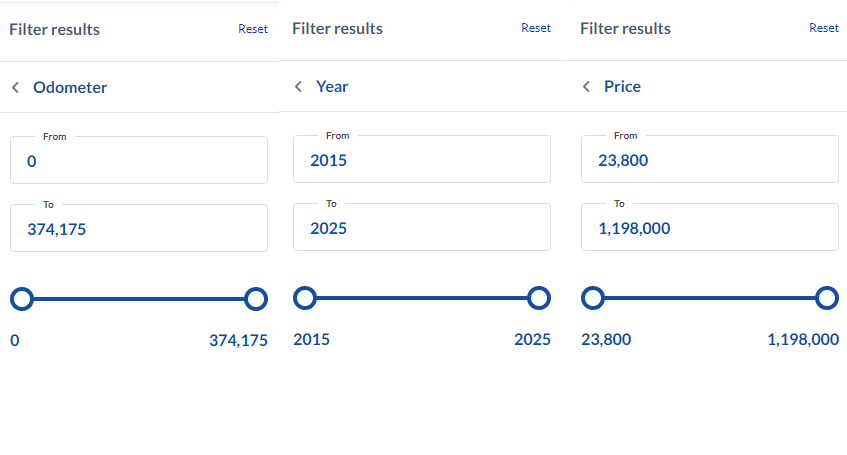 Filter results
Reset
Odometer
From
0
To
374,175
0
374,175
Filter results
Reset
Year
From
2015
To
2025
2015
2025
Filter results
Reset
Price
From
23,800
To
1,198,000
23,800
1,198,000